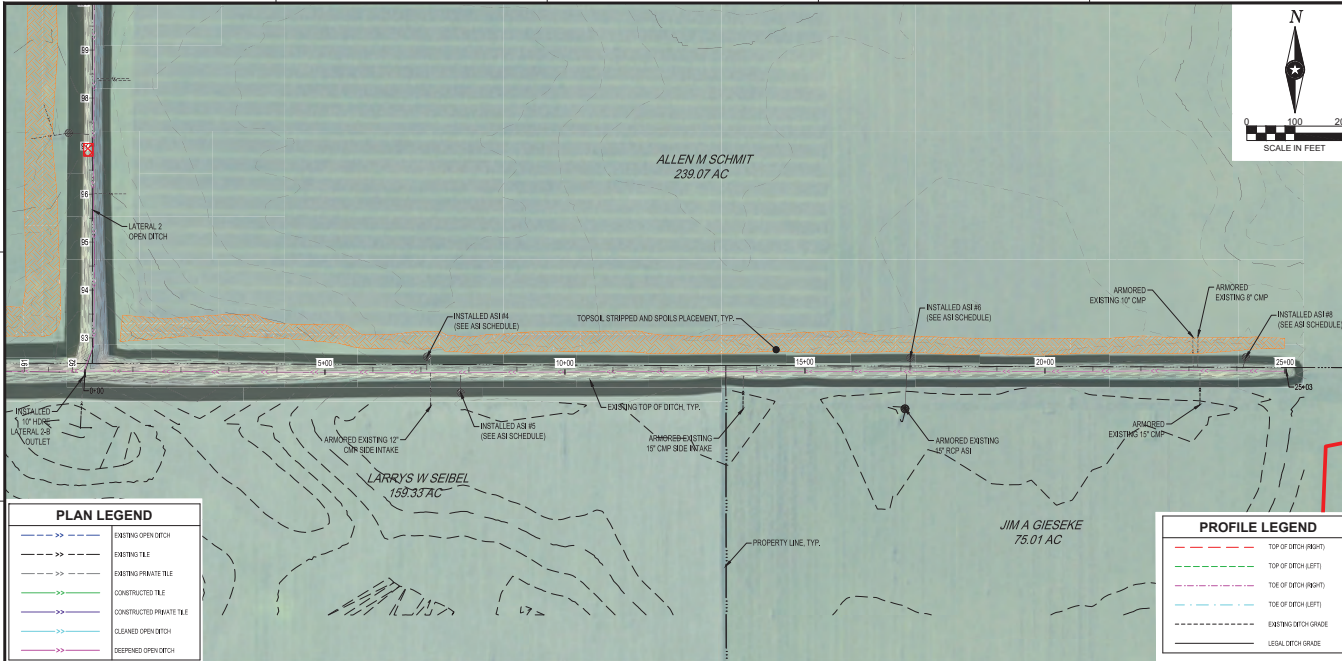 N
0 100
SCALE IN FEET
99
98
96
95
94
93
ALLEN M SCHMIT
239.07 AC
LATERAL 2
OPEN DITCH
INSTALLED ASI #4
(SEE ASI SCHEDULE)
TOPSOIL STRIPPED AND SPOILS PLACEMENT, TYP.
INSTALLED ASI #6
(SEE ASI SCHEDULE)
ARMORED
EXISTING 10" CMP
ARMORED
EXISTING 8" CMP
INSTALLED ASI #8
(SEE ASI SCHEDULE)
91
92
5+00
10+00
15+00
20+00
25+00
0+00
25+03
INSTALLED
10" HDPE
LATERAL 2-B
OUTLET
ARMORED EXISTING 12"
CMP SIDE INTAKE
INSTALLED ASI #5
(SEE ASI SCHEDULE)
EXISTING TOP OF DITCH, TYP.
ARMORED EXISTING
15" CMP SIDE INTAKE
ARMORED EXISTING
15" RCP ASI
ARMORED
EXISTING 15" CMP
LARRYS W SEIBEL
159.33 AC
JIM A GIESEKE
75.01 AC
PROPERTY LINE, TYP.
PLAN LEGEND
EXISTING OPEN DITCH
EXISTING TILE
EXISTING PRIVATE TILE
CONSTRUCTED TILE
CONSTRUCTED PRIVATE TILE
CLEANED OPEN DITCH
DEEPENED OPEN DITCH
PROFILE LEGEND
TOP OF DITCH (RIGHT)
TOP OF DITCH (LEFT)
TOE OF DITCH (RIGHT)
TOE OF DITCH (LEFT)
EXISTING DITCH GRADE
LEGAL DITCH GRADE